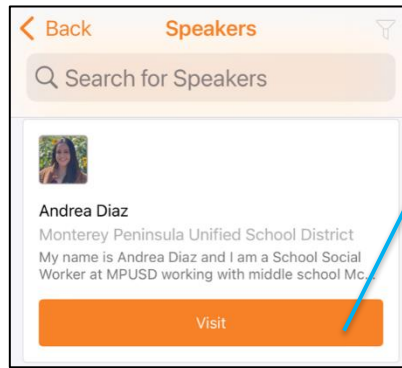 Back Speakers
Search for Speakers
Andrea Diaz
Monterey Peninsula Unified School District
My name is Andrea Diaz and I am a School Social
Worker at MPUSD working with middle school Mc...
Visit